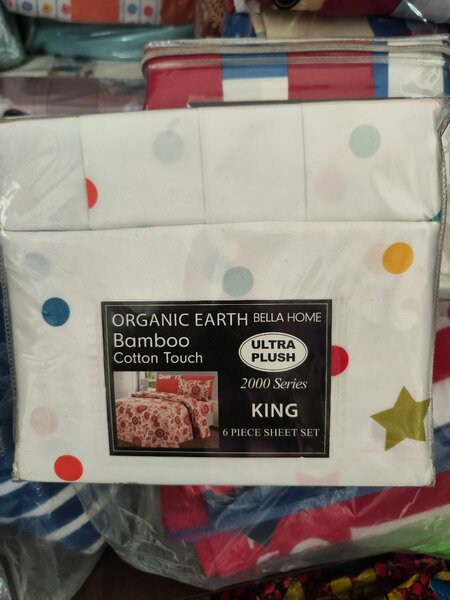 ORGANIC EARTH BELLA HOME
Bamboo
Cotton Touch
ULTRA
PLUSH
2000 Series
KING
6 PIECE SHEET SET